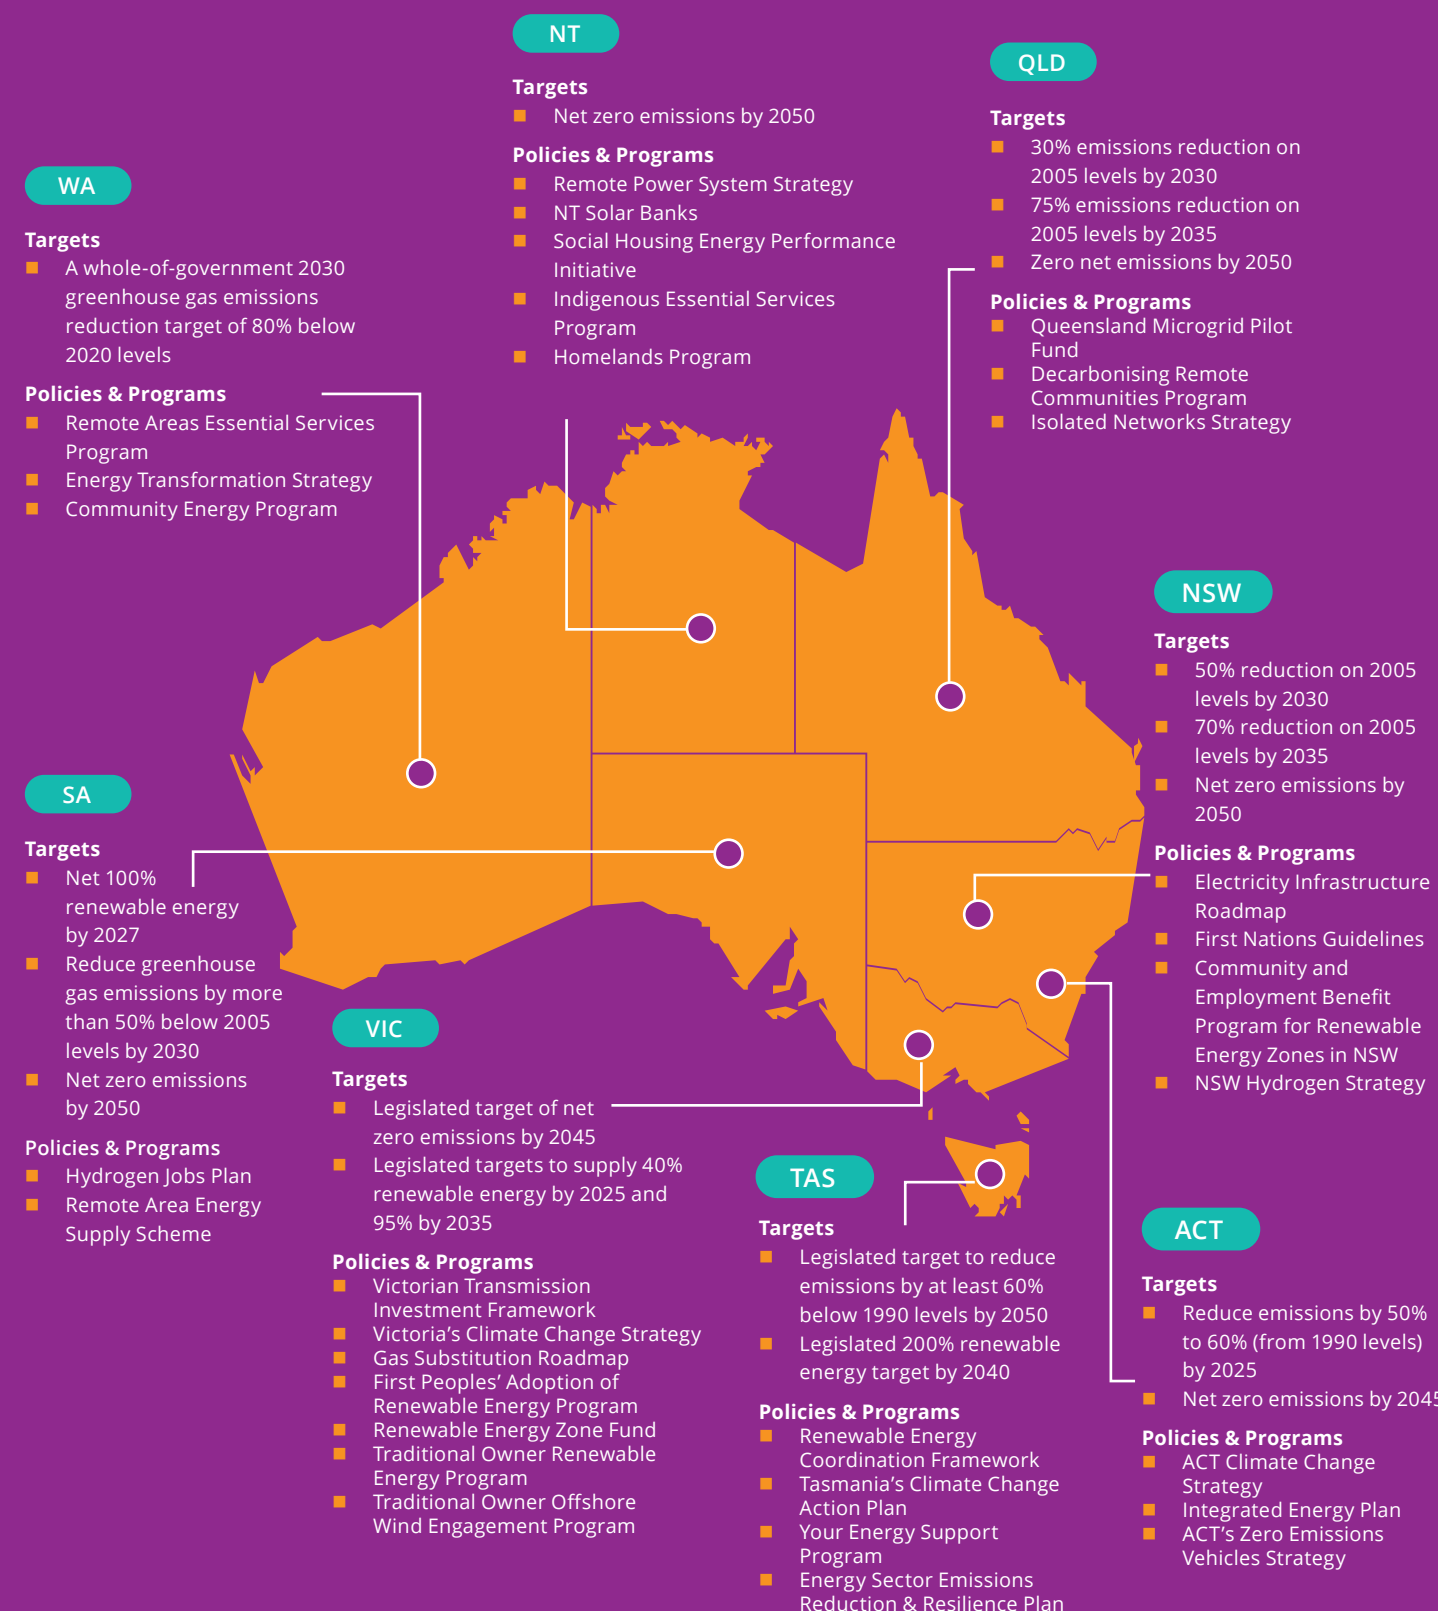 NT
Targets
Net zero emissions by 2050
Policies & Programs
Remote Power System Strategy
NT Solar Banks
Social Housing Energy Performance
Initiative
Indigenous Essential Services
Program
Homelands Program
QLD
Targets
30% emissions reduction on
2005 levels by 2030
75% emissions reduction on
2005 levels by 2035
Zero net emissions by 2050
Policies & Programs
Queensland Microgrid Pilot
Fund
Decarbonising Remote
Communities Program
Isolated Networks Strategy
WA
Targets
A whole-of-government 2030
greenhouse gas emissions
reduction target of 80% below
2020 levels
Policies & Programs
Remote Areas Essential Services
Program
Energy Transformation Strategy
Community Energy Program
NSW
Targets
50% reduction on 2005
levels by 2030
70% reduction on 2005
levels by 2035
Net zero emissions by
2050
Policies & Programs
Electricity Infrastructure
Roadmap
First Nations Guidelines
Community and
Employment Benefit
Program for Renewable
Energy Zones in NSW
NSW Hydrogen Strategy
SA
Targets
Net 100%
renewable energy
by 2027
Reduce greenhouse
gas emissions by more
than 50% below 2005
levels by 2030
Net zero emissions
by 2050
Policies & Programs
Hydrogen Jobs Plan
Remote Area Energy
Supply Scheme
VIC
Targets
Legislated target of net
zero emissions by 2045
Legislated targets to supply 40%
renewable energy by 2025 and
95% by 2035
Policies & Programs
Victorian Transmission
Investment Framework
Victoria’s Climate Change Strategy
Gas Substitution Roadmap
First Peoples’ Adoption of
Renewable Energy Program
Renewable Energy Zone Fund
Traditional Owner Renewable
Energy Program
Traditional Owner Offshore
Wind Engagement Program
TAS
Targets
Legislated target to reduce
emissions by at least 60%
below 1990 levels by 2050
Legislated 200% renewable
energy target by 2040
Policies & Programs
Renewable Energy
Coordination Framework
Tasmania’s Climate Change
Action Plan
Your Energy Support
Program
Energy Sector Emissions
Reduction & Resilience Plan
ACT
Targets
Reduce emissions by 50%
to 60% (from 1990 levels)
by 2025
Net zero emissions by 2045
Policies & Programs
ACT Climate Change
Strategy
Integrated Energy Plan
ACT’s Zero Emissions
Vehicles Strategy